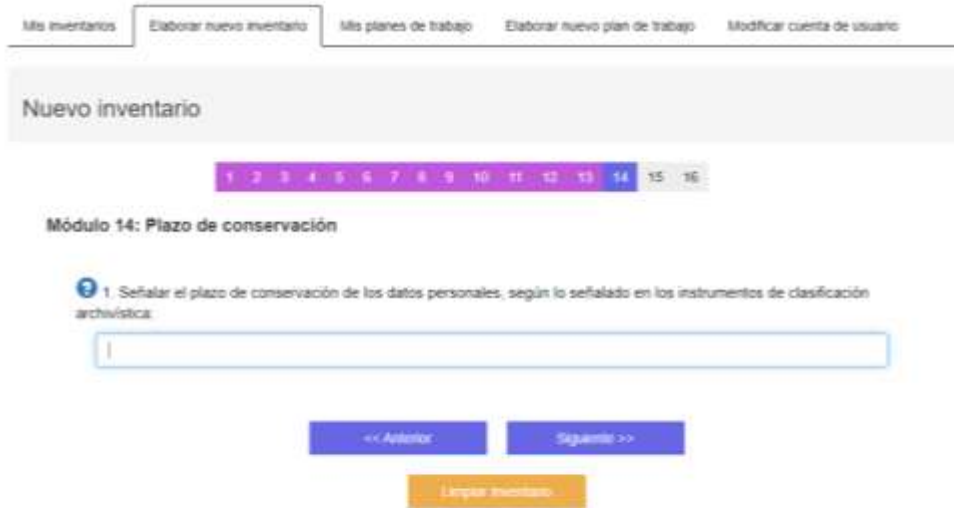 Mis inventarios Elaborar nuevo inventario Mis planes de trabajo Elaborar nuevo plan de trabajo Modificar cuenta de usuario
Nuevo inventario
1 2 3 4 5 6 7 8 9 10 11 12 13 14 15 16
Módulo 14: Plazo de conservación
1. Señalar el plazo de conservación de los datos personales, según lo señalado en los instrumentos de clasificación
archivística:
<< Anterior Siguiente >>
Limpiar Inventario